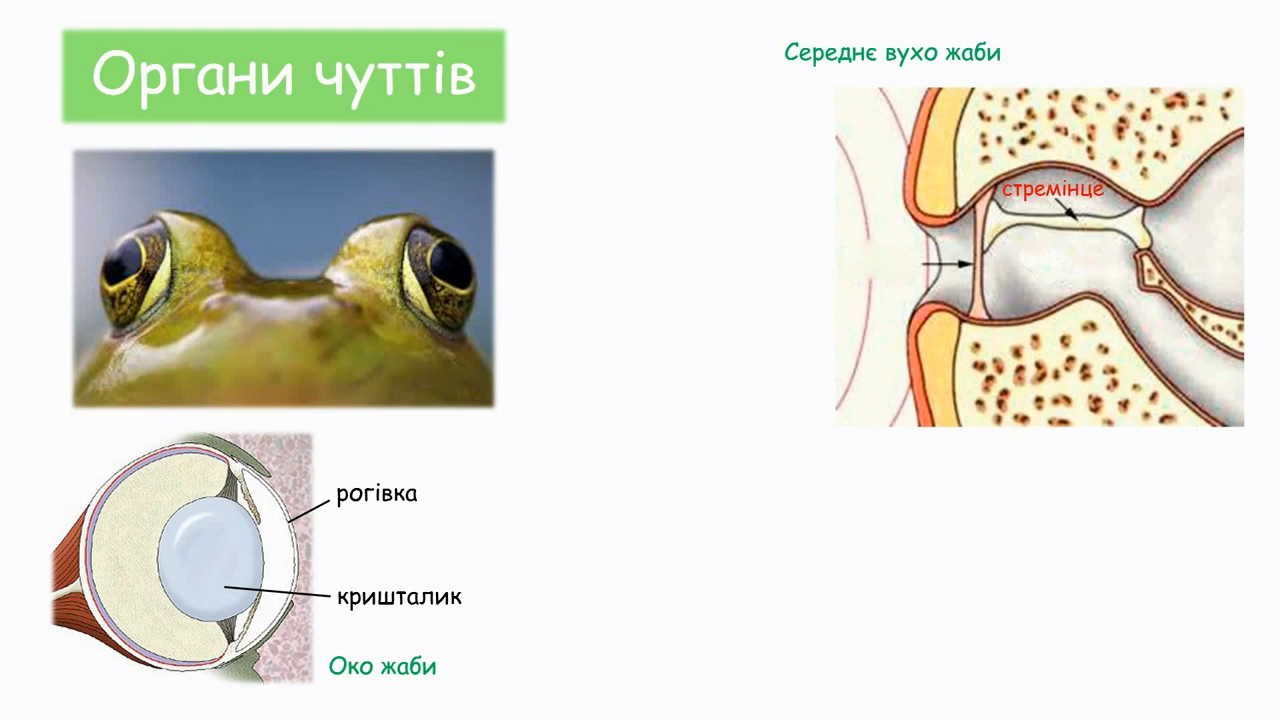 Органи чуттів
Середнє вухо жаби
стремінце
рогівка
кришталик
Око жаби